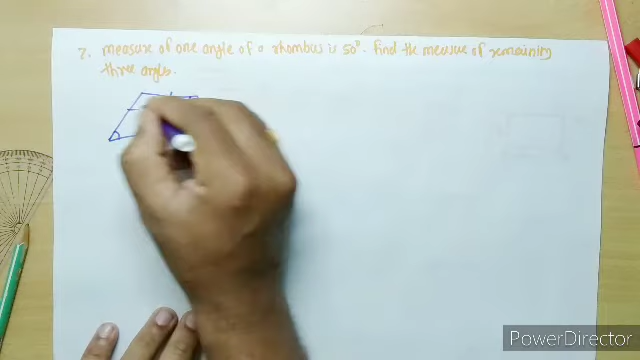 7. measure of one angle of a rhombus is 50°. Find the measure of remaining
three angles.
PowerDirector